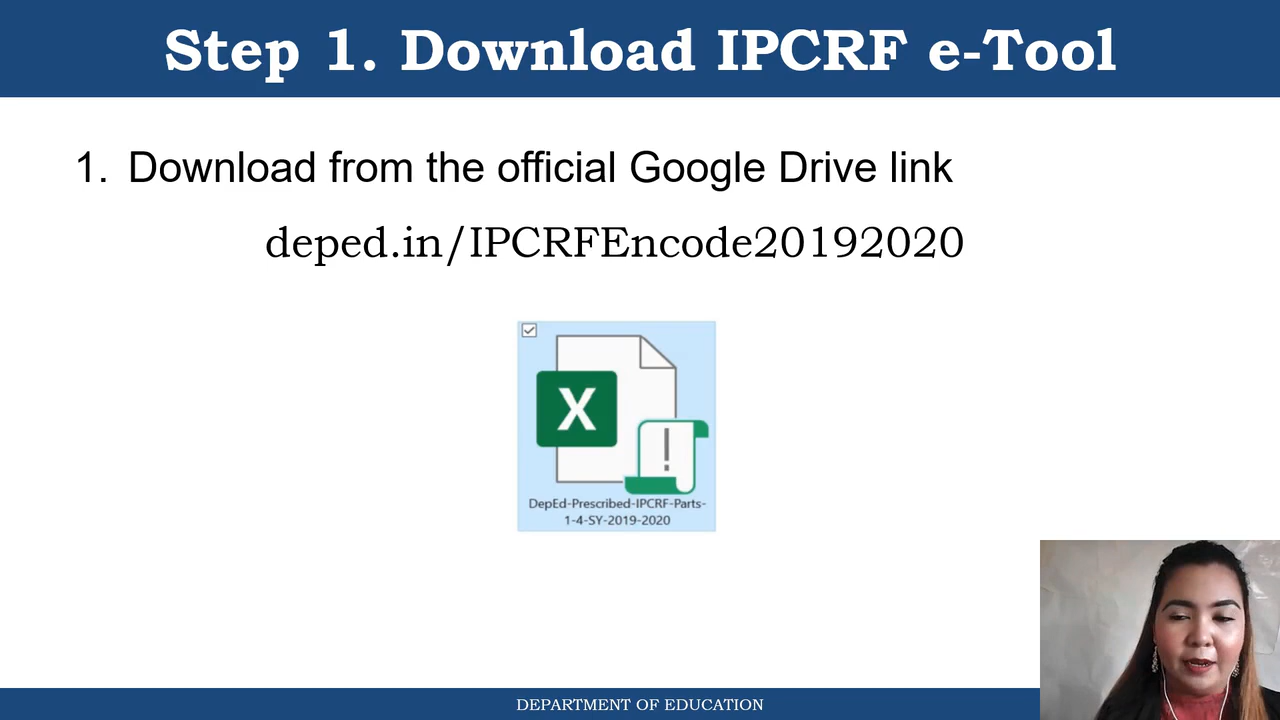 Step 1. Download IPCRF e-Tool
1. Download from the official Google Drive link
deped.in/IPCRFEncode20192020
X
DepEd-Prescribed-IPCRF-Parts-
1-4-SY-2019-2020
DEPARTMENT OF EDUCATION